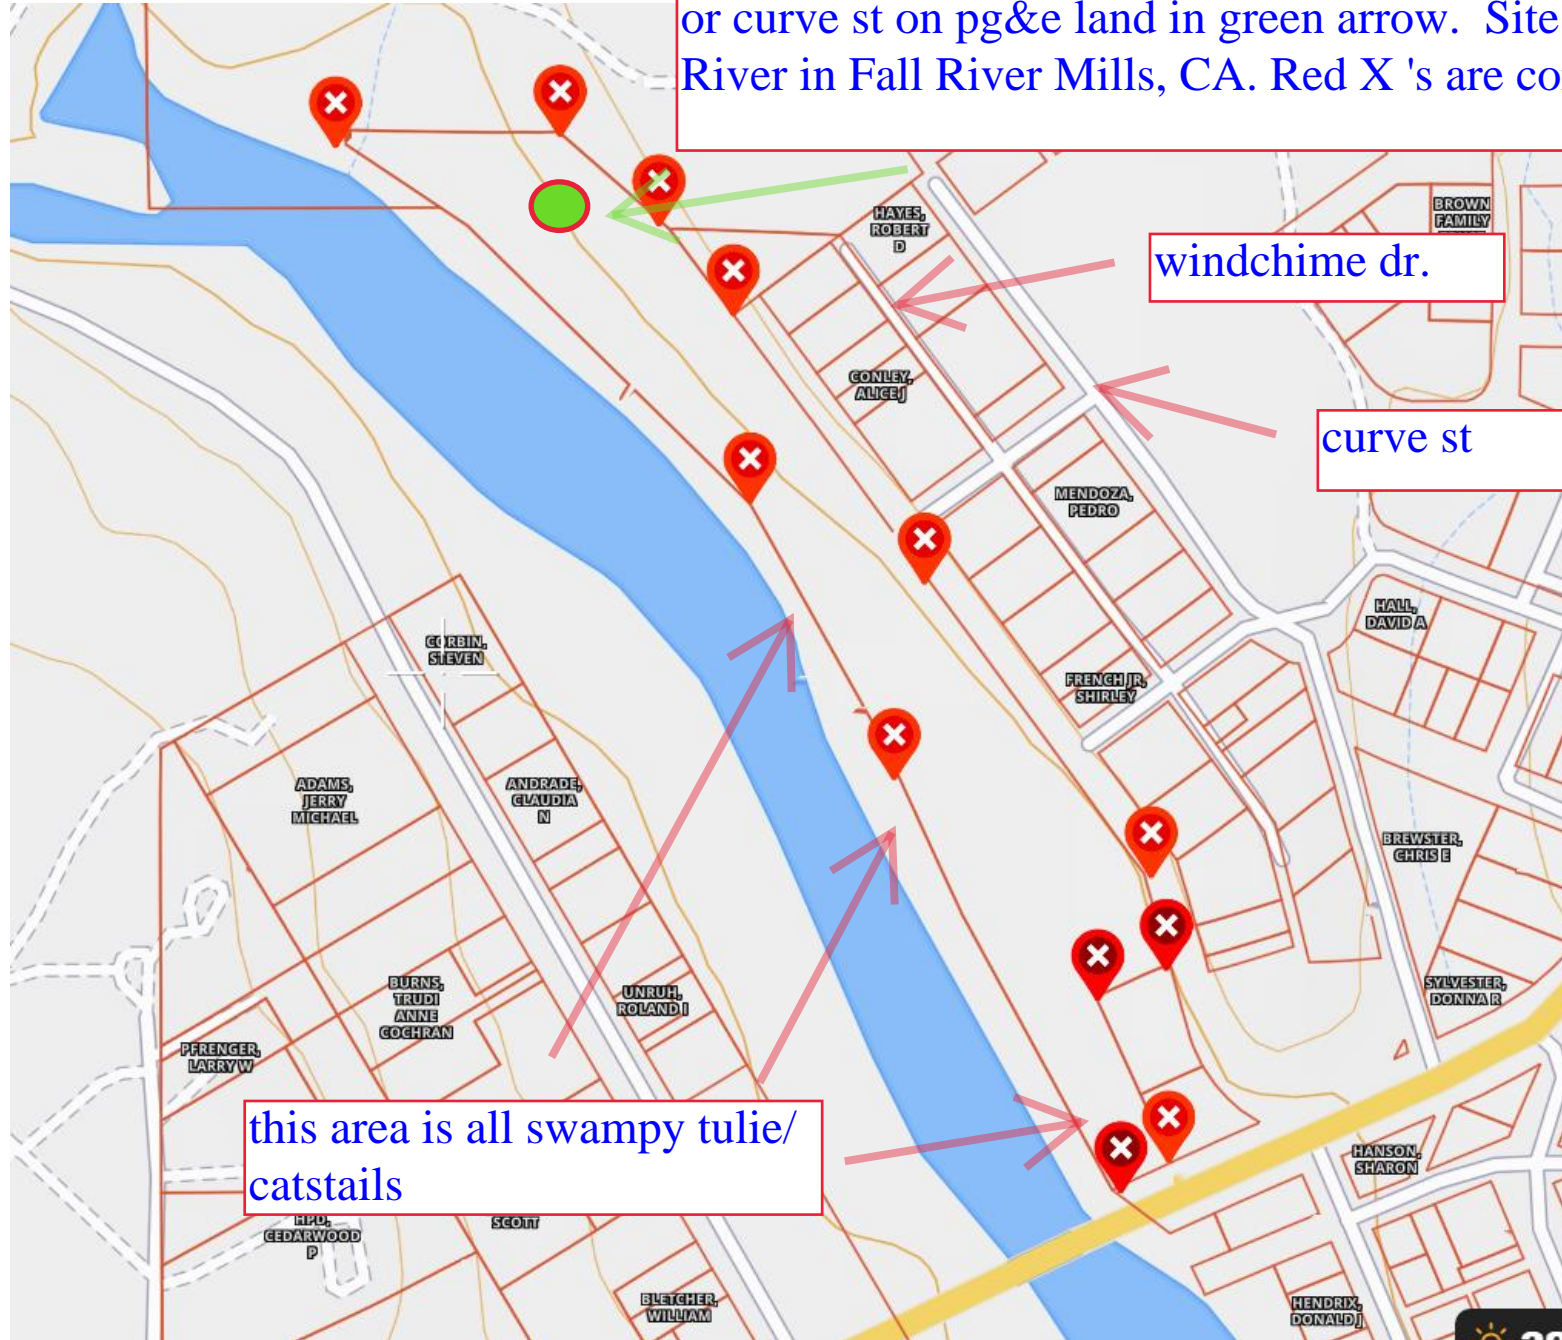 or curve st on pg&e land in green arrow. Site
River in Fall River Mills, CA. Red X 's are co
HAYES,
ROBERT
D
BROWN
FAMILY
windchime dr.
CONLEY,
ALICE J
curve st
MENDOZA,
PEDRO
HALL,
DAVID A
CORBIN,
STEVEN
FRENCH JR,
SHIRLEY
ADAMS,
JERRY
MICHAEL
ANDRADE,
CLAUDIA
N
BREWSTER,
CHRIS E
BURNS,
TRUDI
ANNE
COCHRAN
UNRUH,
ROLAND I
SYLVESTER,
DONNA R
PFRENGER,
LARRY W
this area is all swampy tulie/
catstails
HANSON,
SHARON
HPD,
CEDARWOOD
P
SCOTT
BLETCHER,
WILLIAM
HENDRIX,
DONALD J